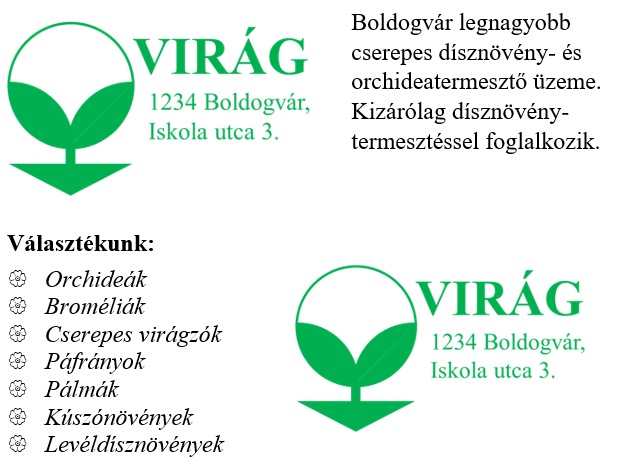 VIRÁG
1234 Boldogvár,
Iskola utca 3.
Boldogvár legnagyobb
cserepes dísznövény- és
orchideatermesztő üzeme.
Kizárólag dísznövény-
termesztéssel foglalkozik.
Választékunk:
Orchideák
Broméliák
Cserepes virágzók
Páfrányok
Pálmák
Kúszónövények
Levéldísznövények
VIRÁG
1234 Boldogvár,
Iskola utca 3.